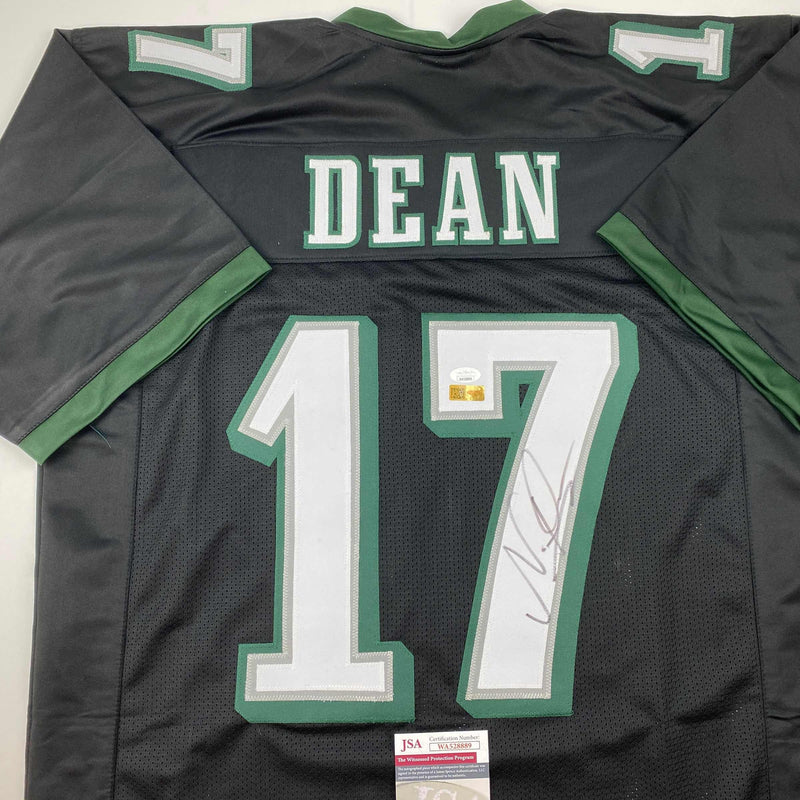 7 1
DEAN
17
JSA
Certification Number:
WA528889
The Witnessed Protection Program